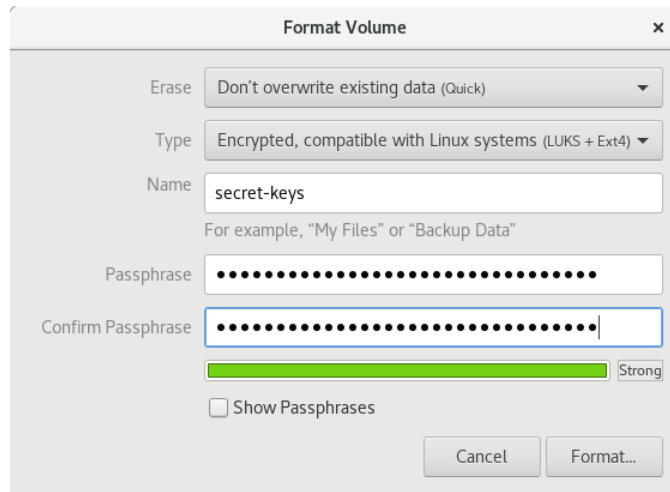 Format Volume ×
Erase Don't overwrite existing data (Quick)
Type Encrypted, compatible with Linux systems (LUKS + Ext4)
Name secret-keys
For example, “My Files” or “Backup Data”
Passphrase ●●●●●●●●●●●●●●●●●●●●●●●●●●●●●●●●
Confirm Passphrase ●●●●●●●●●●●●●●●●●●●●●●●●●●●●●●●●
Strong
Show Passphrases
Cancel Format...